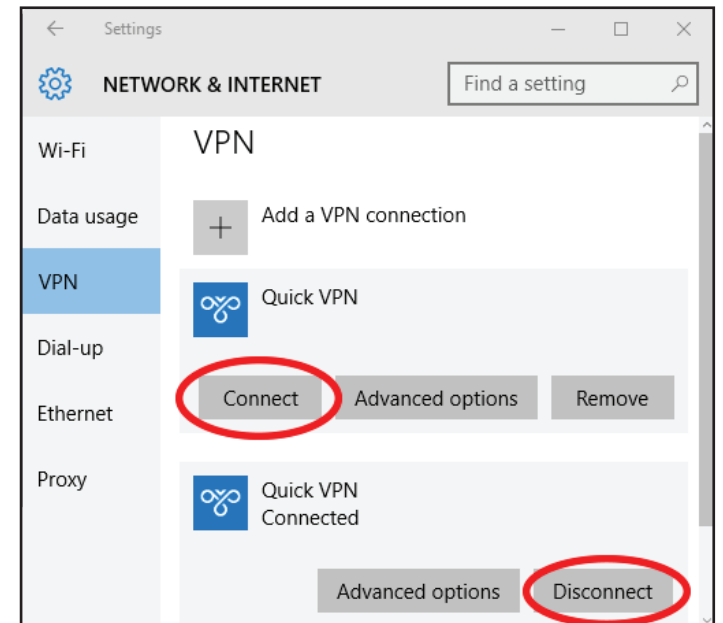 Settings
NETWORK & INTERNET
Find a setting
Wi-Fi
Data usage
VPN
Dial-up
Ethernet
Proxy
VPN
Add a VPN connection
Quick VPN
Connect
Advanced options
Remove
Quick VPN
Connected
Advanced options
Disconnect